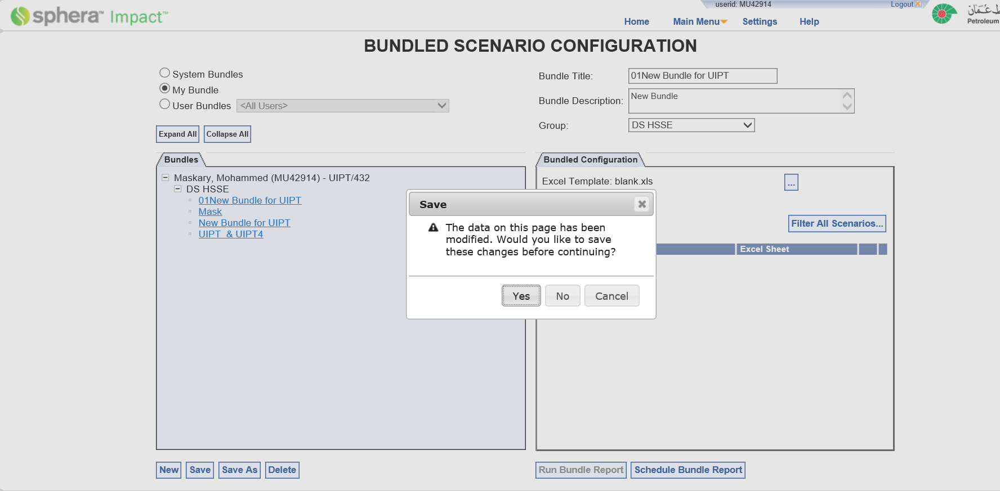 sphera™ Impact™
userid: MU42914
Logout
Home
Main Menu
Settings
Help
Petroleum
BUNDLED SCENARIO CONFIGURATION
System Bundles
My Bundle
User Bundles
<All Users>
Bundle Title:
01New Bundle for UIPT
Bundle Description:
New Bundle
Group:
DS HSSE
Expand All
Collapse All
Bundles
Maskary, Mohammed (MU42914) - UIPT/432
DS HSSE
01New Bundle for UIPT
Mask
New Bundle for UIPT
UIPT & UIPT4
Bundled Configuration
Excel Template: blank.xls
...
Filter All Scenarios...
Excel Sheet
Save
The data on this page has been
modified. Would you like to save
these changes before continuing?
Yes
No
Cancel
New
Save
Save As
Delete
Run Bundle Report
Schedule Bundle Report